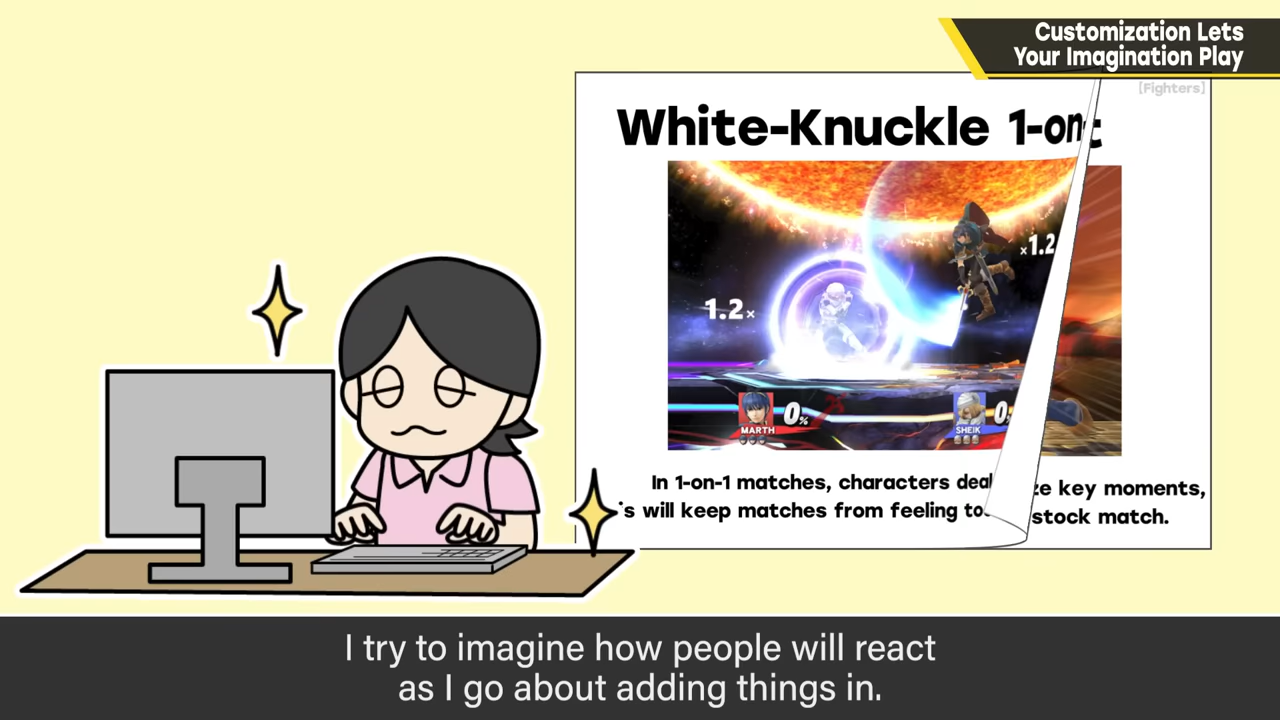 Customization Lets
Your Imagination Play
[Fighters]
White-Knuckle 1-on
1.2×
×1.2
0%
MARTH
0
SHEIK
In 1-on-1 matches, characters deal
ze key moments,
's will keep matches from feeling
stock match.
I try to imagine how people will react
as I go about adding things in.